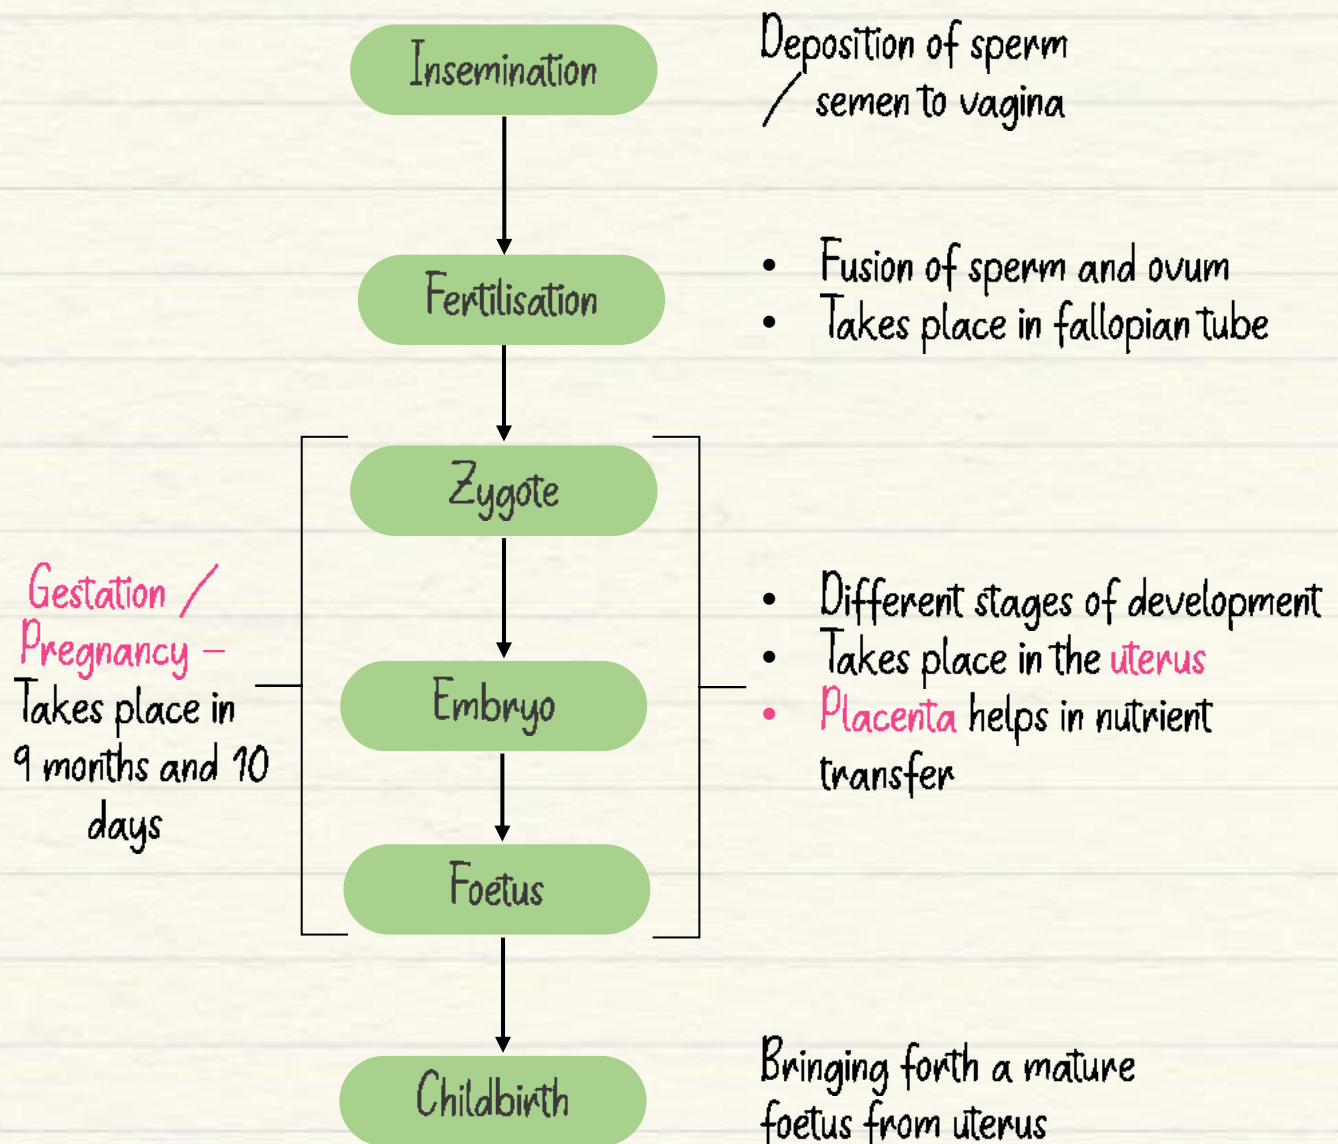 Insemination
Deposition of sperm
/ semen to vagina
Fertilisation
• Fusion of sperm and ovum
• Takes place in fallopian tube
Zygote
Gestation /
Pregnancy –
Takes place in
9 months and 10
days
Embryo
• Different stages of development
• Takes place in the uterus
• Placenta helps in nutrient
transfer
Foetus
Childbirth
Bringing forth a mature
foetus from uterus